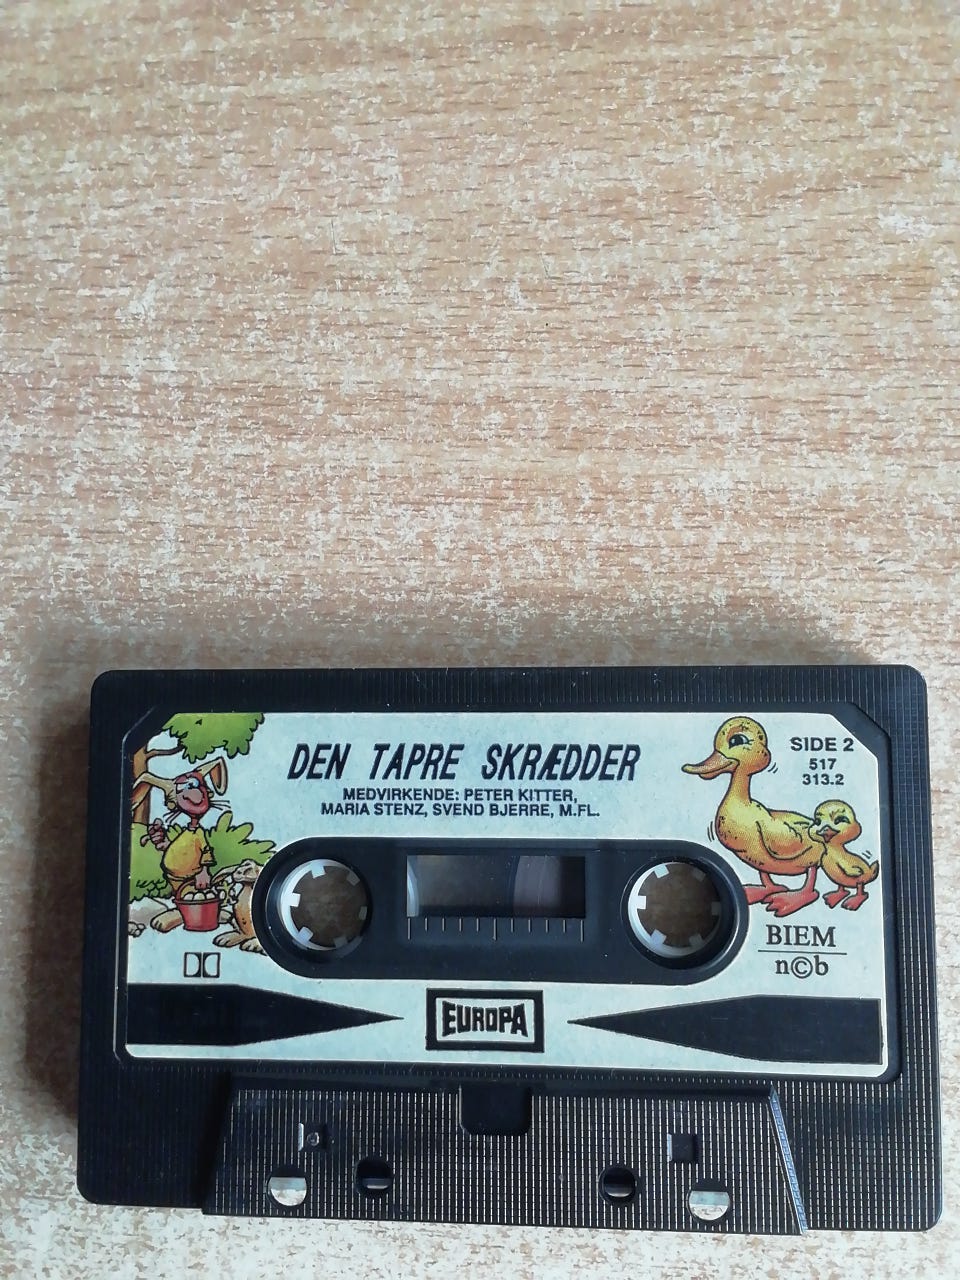 DEN TAPRE SKRÆDDER
MEDVIRKENDE: PETER KITTER,
MARIA STENZ, SVEND BJERRE, M.FL.
SIDE 2
517
313.2
BIEM
n©b
EUROPA